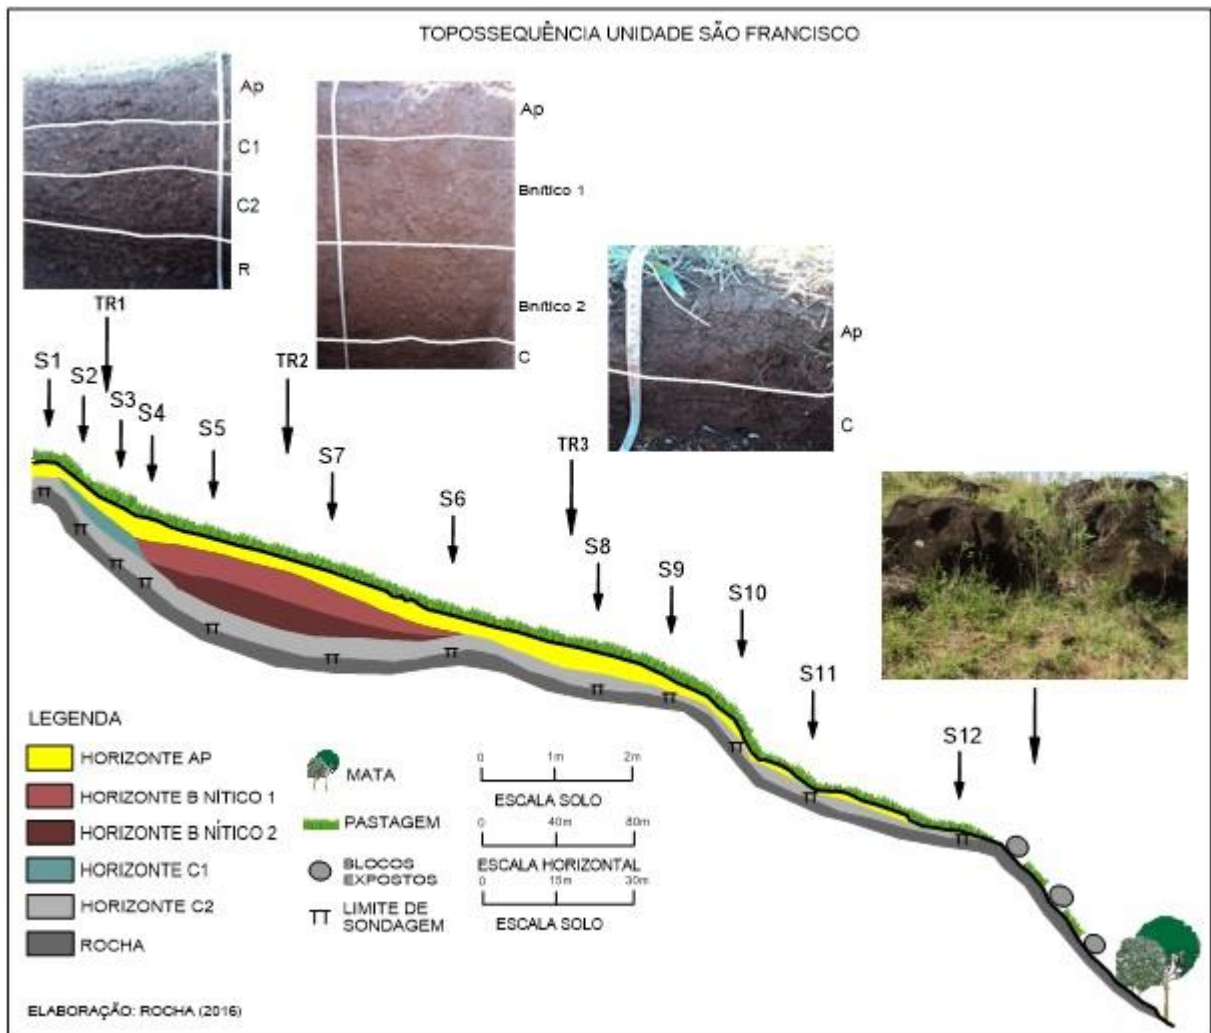 TOPOSSEQUÊNCIA UNIDADE SÃO FRANCISCO
Ap
C1
C2
R
Ap
Bnítico 1
Bnítico 2
C
Ap
C
TR1
TR2
TR3
S1
S2
S3
S4
S5
S7
S6
S8
S9
S10
S11
S12
LEGENDA
HORIZONTE AP
HORIZONTE B NÍTICO 1
HORIZONTE B NÍTICO 2
HORIZONTE C1
HORIZONTE C2
ROCHA
MATA
PASTAGEM
BLOCOS
EXPOSTOS
LIMITE DE
SONDAGEM
0 1m 2m
ESCALA SOLO
0 40m 80m
ESCALA HORIZONTAL
0 15m 30m
ESCALA SOLO
ELABORAÇÃO: ROCHA (2016)